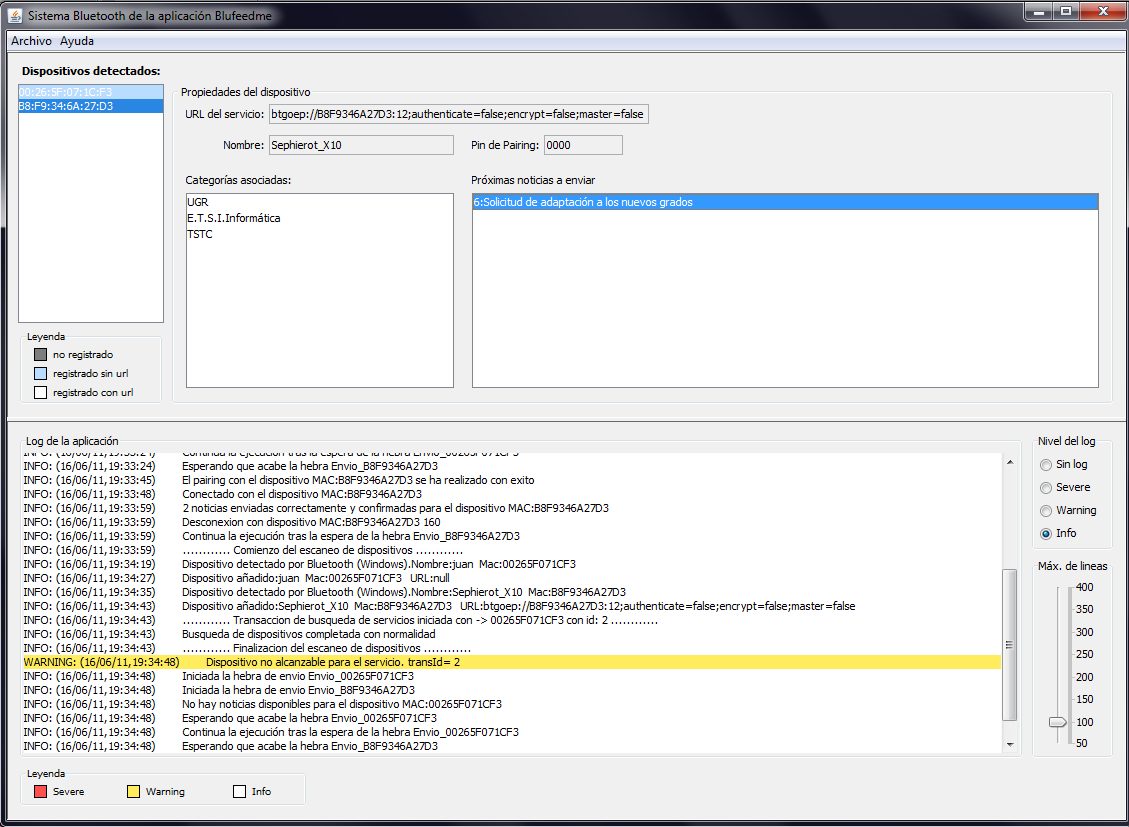 Sistema Bluetooth de la aplicación Blufeedme
Archivo Ayuda
Dispositivos detectados:
00:26:5F:07:1C:F3
B8:F9:34:6A:27:D3
Propiedades del dispositivo
URL del servicio: btgoep://B8F9346A27D3:12;authenticate=false;encrypt=false;master=false
Nombre: Sephierot_X10 Pin de Pairing: 0000
Categorías asociadas:
UGR
E.T.S.I.Informática
TSTC
Próximas noticias a enviar
6:Solicitud de adaptación a los nuevos grados
Leyenda
no registrado
registrado sin url
registrado con url
Log de la aplicación
INFO: (16/06/11,19:33:24) Continua la ejecución tras la espera de la hebra Envio_00265F071CF3
INFO: (16/06/11,19:33:24) Esperando que acabe la hebra Envio_B8F9346A27D3
INFO: (16/06/11,19:33:45) El pairing con el dispositivo MAC:B8F9346A27D3 se ha realizado con exito
INFO: (16/06/11,19:33:48) Conectado con el dispositivo MAC:B8F9346A27D3
INFO: (16/06/11,19:33:59) 2 noticias enviadas correctamente y confirmadas para el dispositivo MAC:B8F9346A27D3
INFO: (16/06/11,19:33:59) Desconexion con dispositivo MAC:B8F9346A27D3 160
INFO: (16/06/11,19:33:59) Continua la ejecución tras la espera de la hebra Envio_B8F9346A27D3
INFO: (16/06/11,19:33:59) ............ Comienzo del escaneo de dispositivos ............
INFO: (16/06/11,19:34:19) Dispositivo detectado por Bluetooth (Windows).Nombre:juan Mac:00265F071CF3
INFO: (16/06/11,19:34:27) Dispositivo añadido:juan Mac:00265F071CF3 URL:null
INFO: (16/06/11,19:34:35) Dispositivo detectado por Bluetooth (Windows).Nombre:Sephierot_X10 Mac:B8F9346A27D3
INFO: (16/06/11,19:34:43) Dispositivo añadido:Sephierot_X10 Mac:B8F9346A27D3 URL:btgoep://B8F9346A27D3:12;authenticate=false;encrypt=false;master=false
INFO: (16/06/11,19:34:43) ............ Transaccion de busqueda de servicios iniciada con -> 00265F071CF3 con id: 2 ............
INFO: (16/06/11,19:34:43) Busqueda de dispositivos completada con normalidad
INFO: (16/06/11,19:34:43) ............ Finalizacion del escaneo de dispositivos ............
WARNING: (16/06/11,19:34:48) Dispositivo no alcanzable para el servicio. transId= 2
INFO: (16/06/11,19:34:48) Iniciada la hebra de envio Envio_00265F071CF3
INFO: (16/06/11,19:34:48) Iniciada la hebra de envio Envio_B8F9346A27D3
INFO: (16/06/11,19:34:48) No hay noticias disponibles para el dispositivo MAC:00265F071CF3
INFO: (16/06/11,19:34:48) Esperando que acabe la hebra Envio_00265F071CF3
INFO: (16/06/11,19:34:48) Continua la ejecución tras la espera de la hebra Envio_00265F071CF3
INFO: (16/06/11,19:34:48) Esperando que acabe la hebra Envio_B8F9346A27D3
Nivel del log
Sin log
Severe
Warning
Info
Máx. de lineas
400
350
300
250
200
150
100
50
Leyenda
Severe Warning Info